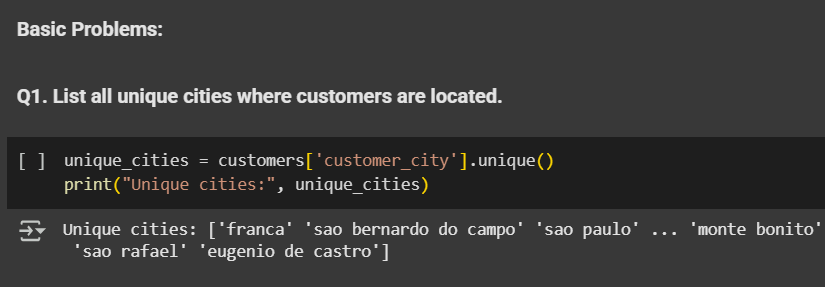 Basic Problems:
Q1. List all unique cities where customers are located.
[ ] unique_cities = customers['customer_city'].unique()
print("Unique cities:", unique_cities)
Unique cities: ['franca' 'sao bernardo do campo' 'sao paulo' ... 'monte bonito'
'sao rafael' 'eugenio de castro']